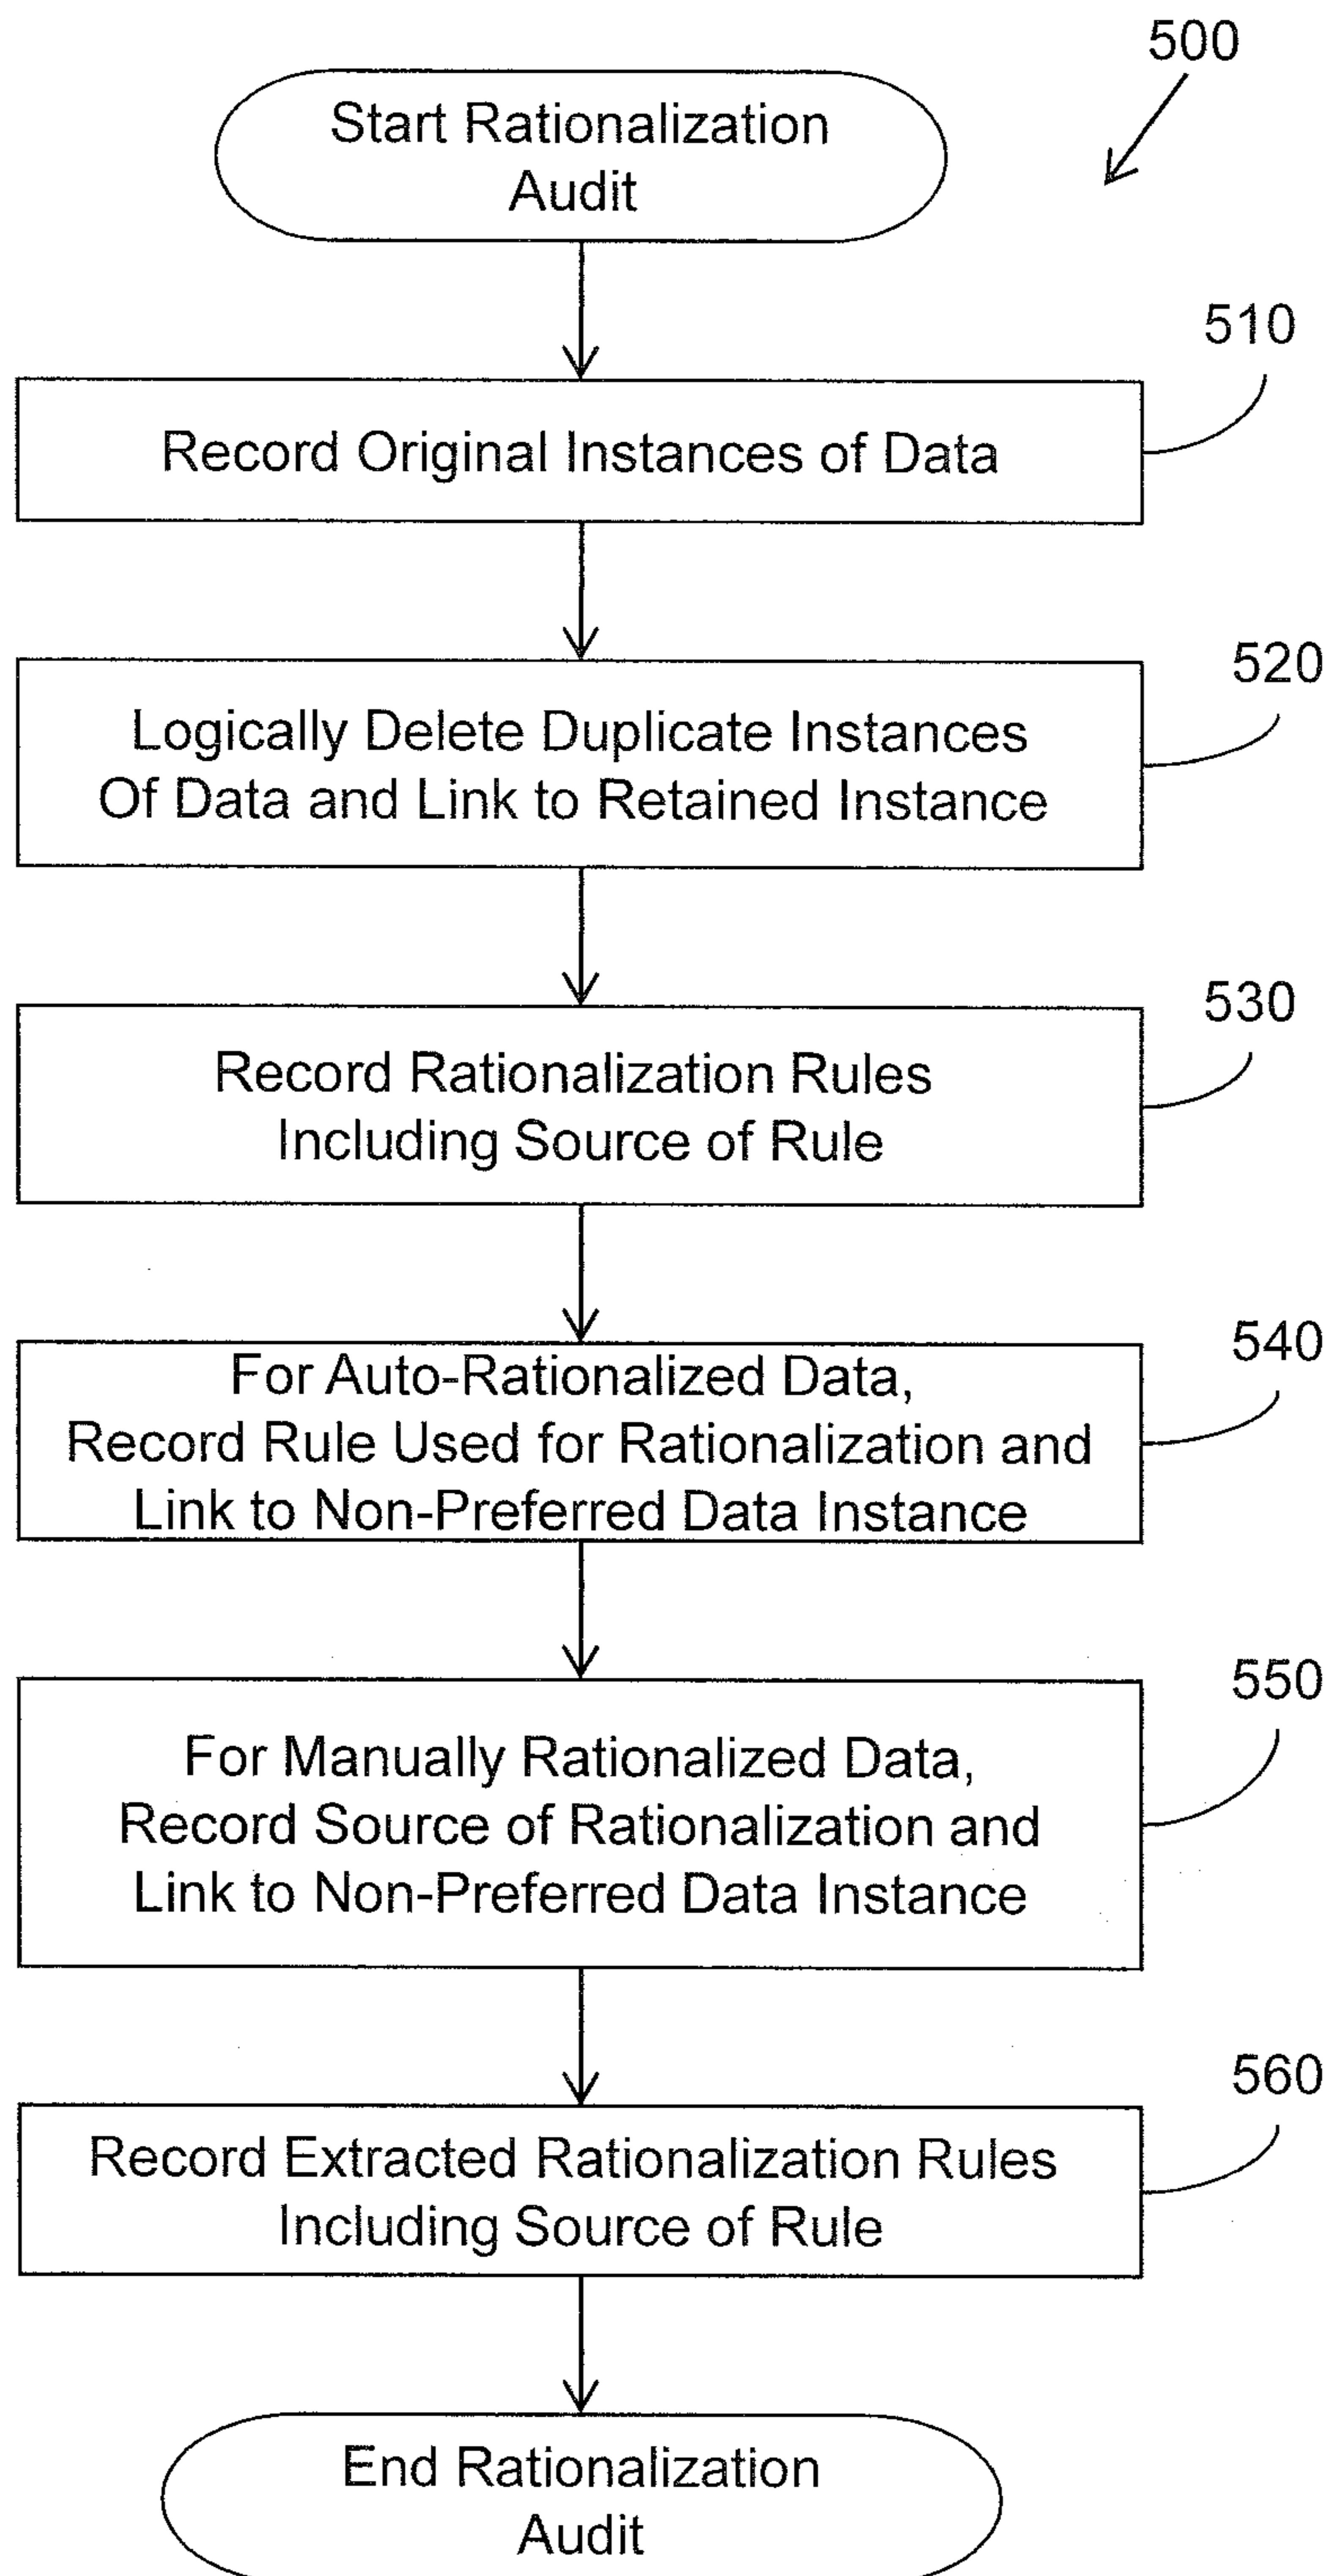 500
Start Rationalization
Audit
510
Record Original Instances of Data
520
Logically Delete Duplicate Instances
Of Data and Link to Retained Instance
530
Record Rationalization Rules
Including Source of Rule
540
For Auto-Rationalized Data,
Record Rule Used for Rationalization and
Link to Non-Preferred Data Instance
550
For Manually Rationalized Data,
Record Source of Rationalization and
Link to Non-Preferred Data Instance
560
Record Extracted Rationalization Rules
Including Source of Rule
End Rationalization
Audit